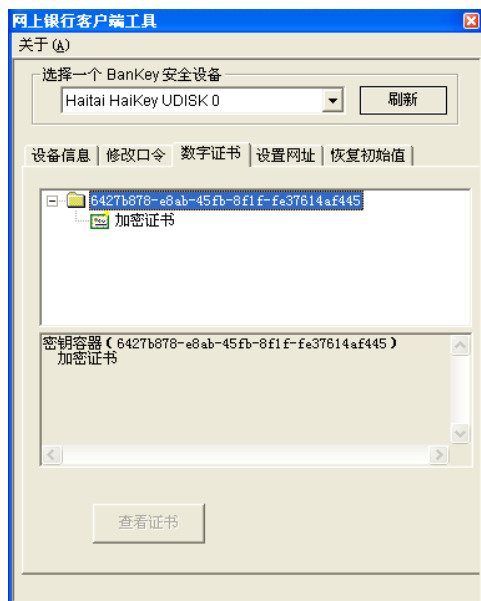 网上银行客户端工具
关于(A)
选择一个 BanKey 安全设备
Haitai HaiKey UDISK 0
刷新
设备信息 修改口令 数字证书 设置网址 恢复初始值
6427b878-e8ab-45fb-8f1f-fe37614af445
加密证书
密钥容器(6427b878-e8ab-45fb-8f1f-fe37614af445)
加密证书
查看证书